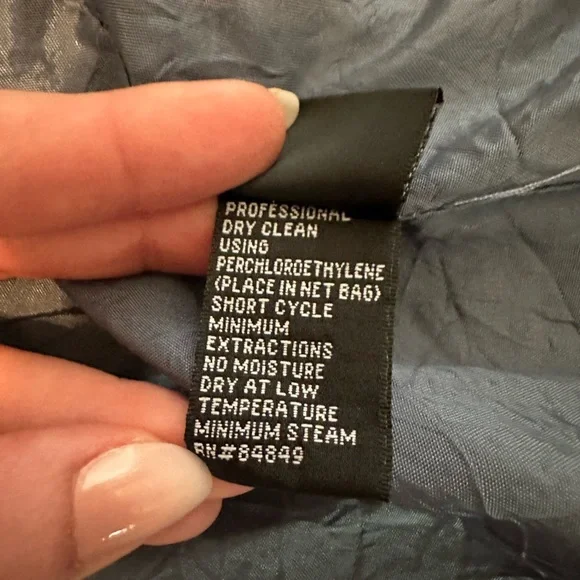 PROFESSIONAL
DRY CLEAN
USING
PERCHLOROETHYLENE
(PLACE IN NET BAG)
SHORT CYCLE
MINIMUM
EXTRACTIONS
NO MOISTURE
DRY AT LOW
TEMPERATURE
MINIMUM STEAM
RN#84849